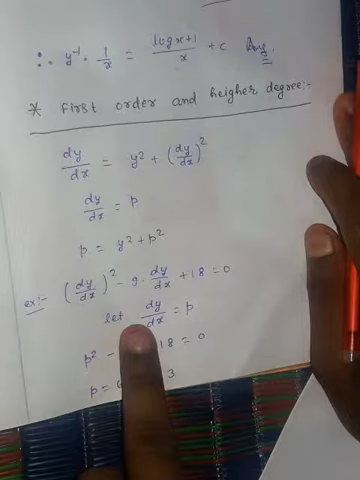 ∴ y⁻¹ · 1/x = (log x + 1)/x + c Ans
* First order and heigher degree:-
dy/dx = y² + (dy/dx)²
dy/dx = p
p = y² + p²
ex:- (dy/dx)² - 9 · dy/dx + 18 = 0
let dy/dx = p
p² - 18 = 0
p = 3